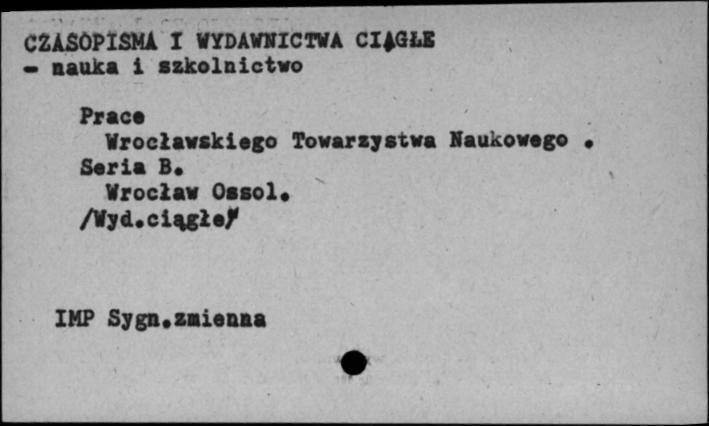 CZASOPISMA I WYDAWNICTWA CIĄGŁE
- nauka i szkolnictwo
Prace
Wrocławskiego Towarzystwa Naukowego .
Seria B.
Wrocław Ossol.
/Wyd.ciągłe/
IMP Sygn.zmienna